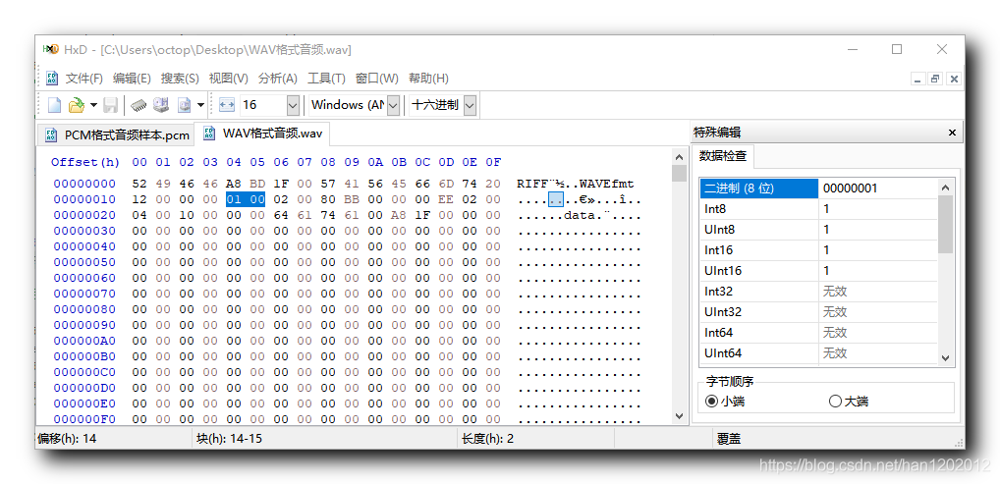 HxD - [C:\Users\octop\Desktop\WAV格式音频.wav]
文件(F) 编辑(E) 搜索(S) 视图(V) 分析(A) 工具(T) 窗口(W) 帮助(H)
16 Windows (AN 十六进制
PCM格式音频样本.pcm WAV格式音频.wav
Offset(h) 00 01 02 03 04 05 06 07 08 09 0A 0B 0C 0D 0E 0F
00000000 52 49 46 46 A8 BD 1F 00 57 41 56 45 66 6D 74 20 RIFF¨½..WAVEfmt
00000010 12 00 00 00 01 00 02 00 80 BB 00 00 00 EE 02 00 ........€»...î..
00000020 04 00 10 00 00 00 64 61 74 61 00 A8 1F 00 00 00 ......data.¨....
00000030 00 00 00 00 00 00 00 00 00 00 00 00 00 00 00 00 ................
00000040 00 00 00 00 00 00 00 00 00 00 00 00 00 00 00 00 ................
00000050 00 00 00 00 00 00 00 00 00 00 00 00 00 00 00 00 ................
00000060 00 00 00 00 00 00 00 00 00 00 00 00 00 00 00 00 ................
00000070 00 00 00 00 00 00 00 00 00 00 00 00 00 00 00 00 ................
00000080 00 00 00 00 00 00 00 00 00 00 00 00 00 00 00 00 ................
00000090 00 00 00 00 00 00 00 00 00 00 00 00 00 00 00 00 ................
000000A0 00 00 00 00 00 00 00 00 00 00 00 00 00 00 00 00 ................
000000B0 00 00 00 00 00 00 00 00 00 00 00 00 00 00 00 00 ................
000000C0 00 00 00 00 00 00 00 00 00 00 00 00 00 00 00 00 ................
000000D0 00 00 00 00 00 00 00 00 00 00 00 00 00 00 00 00 ................
000000E0 00 00 00 00 00 00 00 00 00 00 00 00 00 00 00 00 ................
000000F0 00 00 00 00 00 00 00 00 00 00 00 00 00 00 00 00 ................
特殊编辑
数据检查
二进制 (8 位) 00000001
Int8 1
UInt8 1
Int16 1
UInt16 1
Int32 无效
UInt32 无效
Int64 无效
UInt64 无效
字节顺序
小端 大端
偏移(h): 14 块(h): 14-15 长度(h): 2 覆盖
https://blog.csdn.net/han1202012